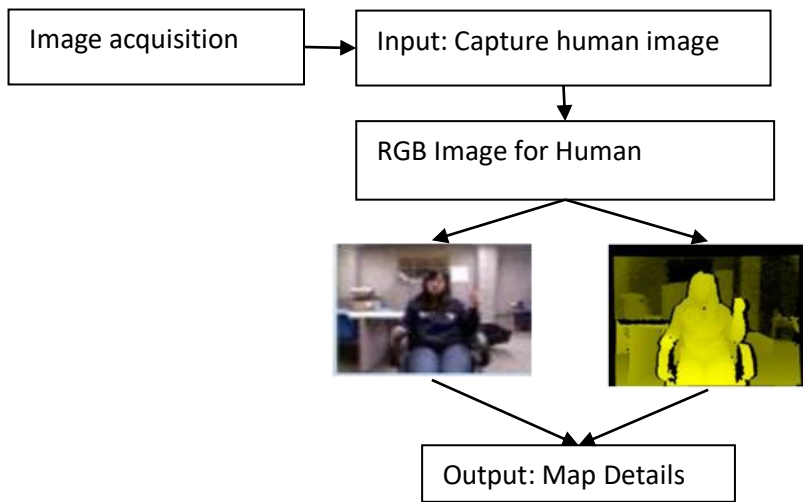 Image acquisition
Input: Capture human image
RGB Image for Human
Output: Map Details